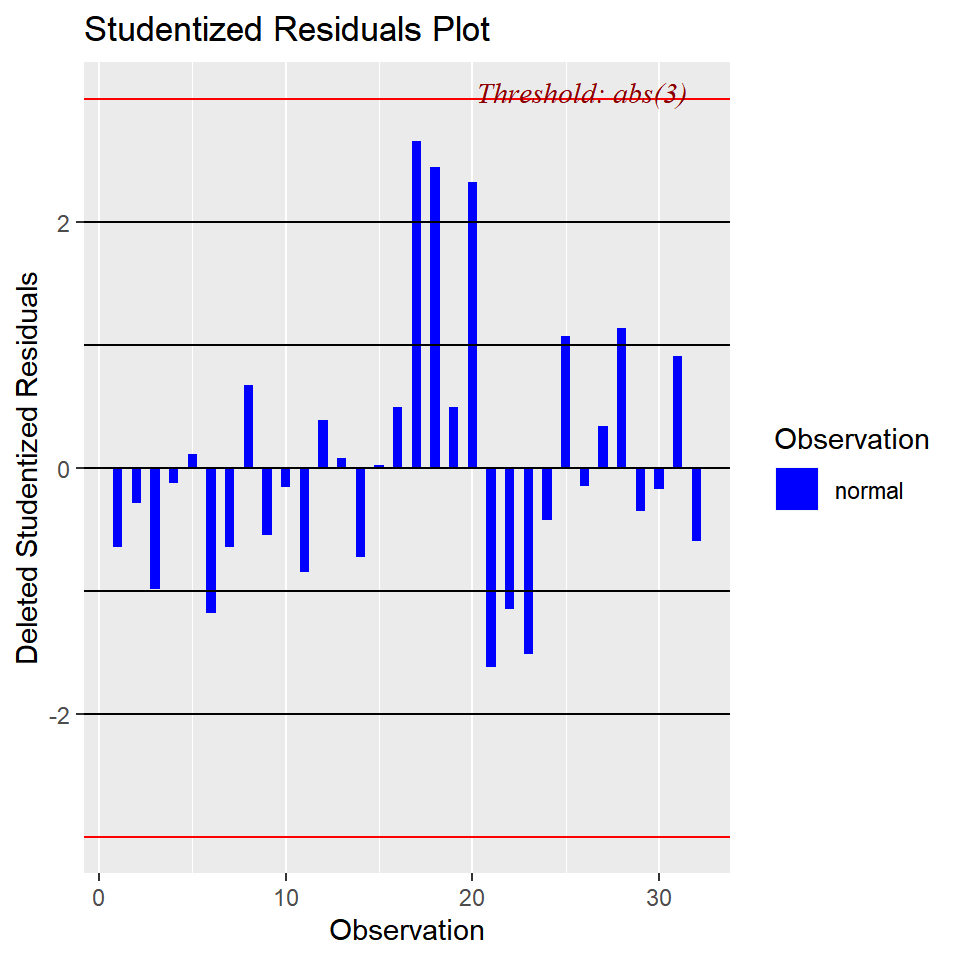 Studentized Residuals Plot
Threshold: abs(3)
Deleted Studentized Residuals
2
0
-2
0 10 20 30
Observation
Observation
normal